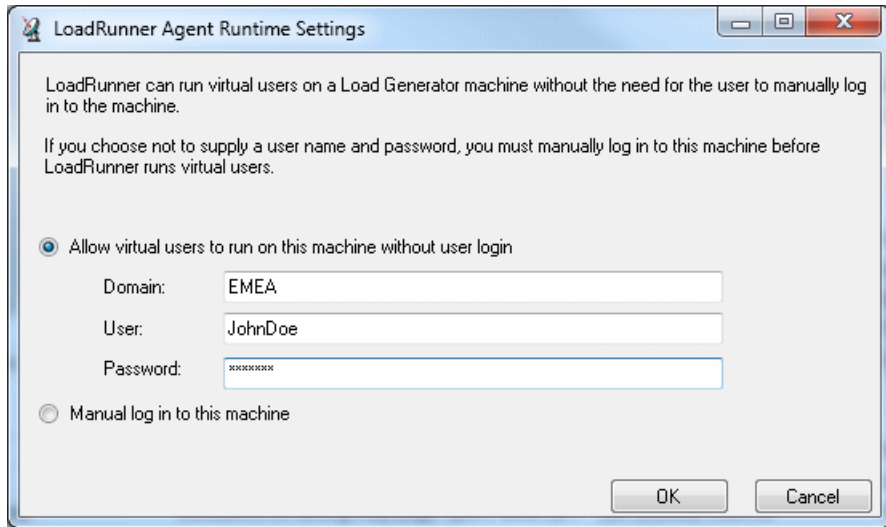 LoadRunner Agent Runtime Settings
LoadRunner can run virtual users on a Load Generator machine without the need for the user to manually log
in to the machine.
If you choose not to supply a user name and password, you must manually log in to this machine before
LoadRunner runs virtual users.
Allow virtual users to run on this machine without user login
Domain: EMEA
User: JohnDoe
Password: *******
Manual log in to this machine
OK Cancel